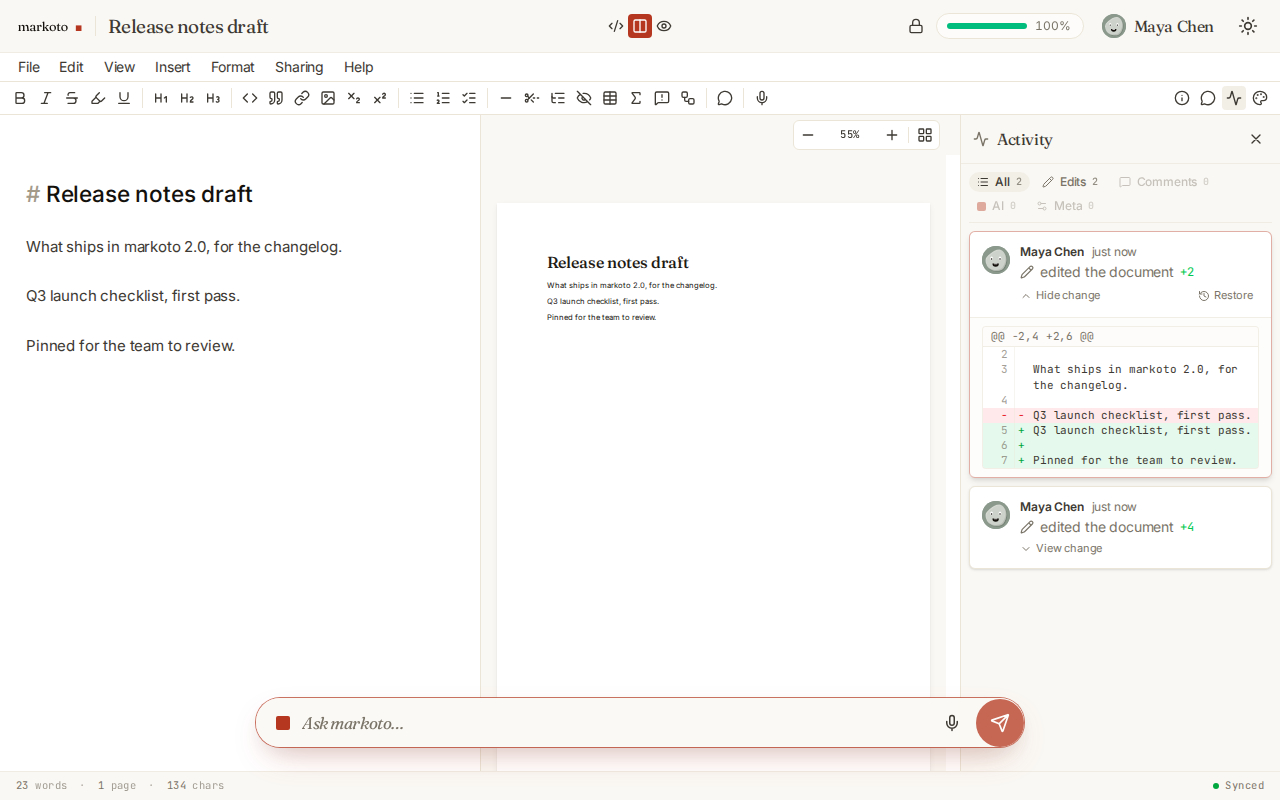 markoto
Release notes draft
100%
Maya Chen
File Edit View Insert Format Sharing Help
H1 H2 H3
55%
# Release notes draft
What ships in markoto 2.0, for the changelog.
Q3 launch checklist, first pass.
Pinned for the team to review.
Release notes draft
What ships in markoto 2.0, for the changelog.
Q3 launch checklist, first pass.
Pinned for the team to review.
Activity
All 2 Edits 2 Comments 0
AI 0 Meta 0
Maya Chen just now
edited the document +2
Hide change Restore
@@ -2,4 +2,6 @@
2
3 What ships in markoto 2.0, for
the changelog.
4
- - Q3 launch checklist, first pass.
5 + Q3 launch checklist, first pass.
6 +
7 + Pinned for the team to review.
Maya Chen just now
edited the document +4
View change
Ask markoto...
23 words · 1 page · 134 chars
Synced